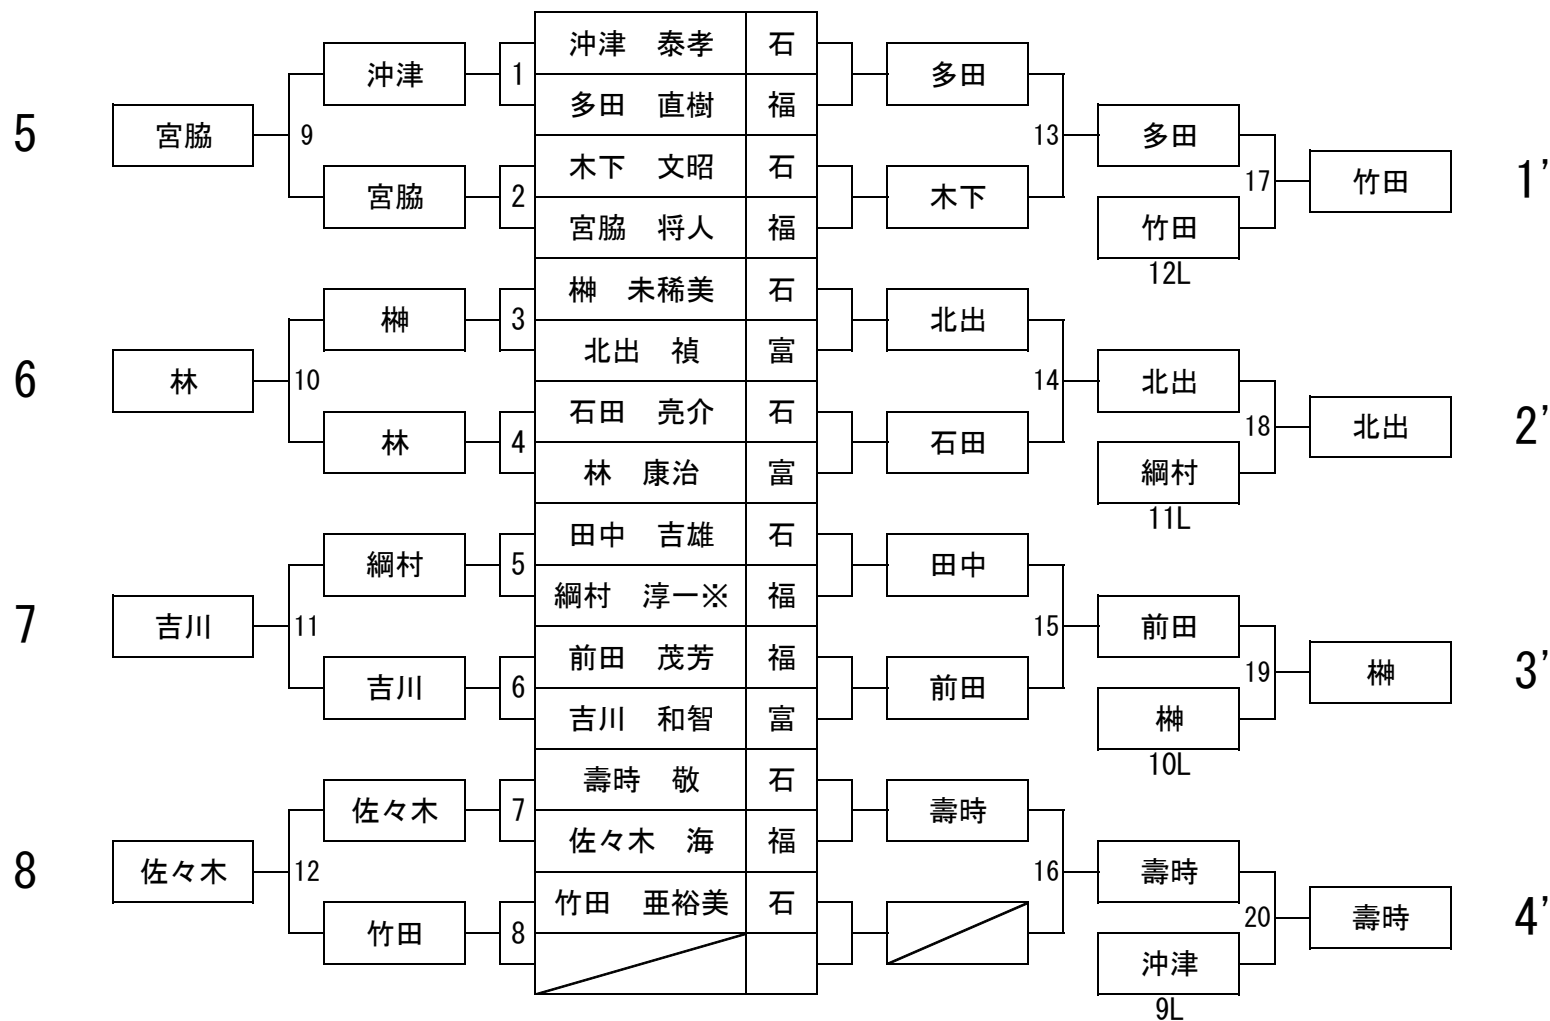 沖津　泰孝 石
沖津 1 多田
多田　直樹 福
5 宮脇 9 13 多田
木下　文昭 石
17 竹田 1’
宮脇 2 木下
宮脇　将人 福 竹田
12L
榊　未稀美 石
榊 3 北出
北出　禎 富
6 林 10 14 北出
石田　亮介 石
18 北出 2’
林 4 石田
林　康治 富 綱村
11L
田中　吉雄 石
綱村 5 田中
綱村　淳一※ 福
7 吉川 11 15 前田
前田　茂芳 福
19 榊 3’
吉川 6 前田
吉川　和智 富 榊
10L
壽時　敬 石
佐々木 7 壽時
佐々木　海 福
8 佐々木 12 16 壽時
竹田　亜裕美 石
20 壽時 4’
竹田 8
沖津
9L